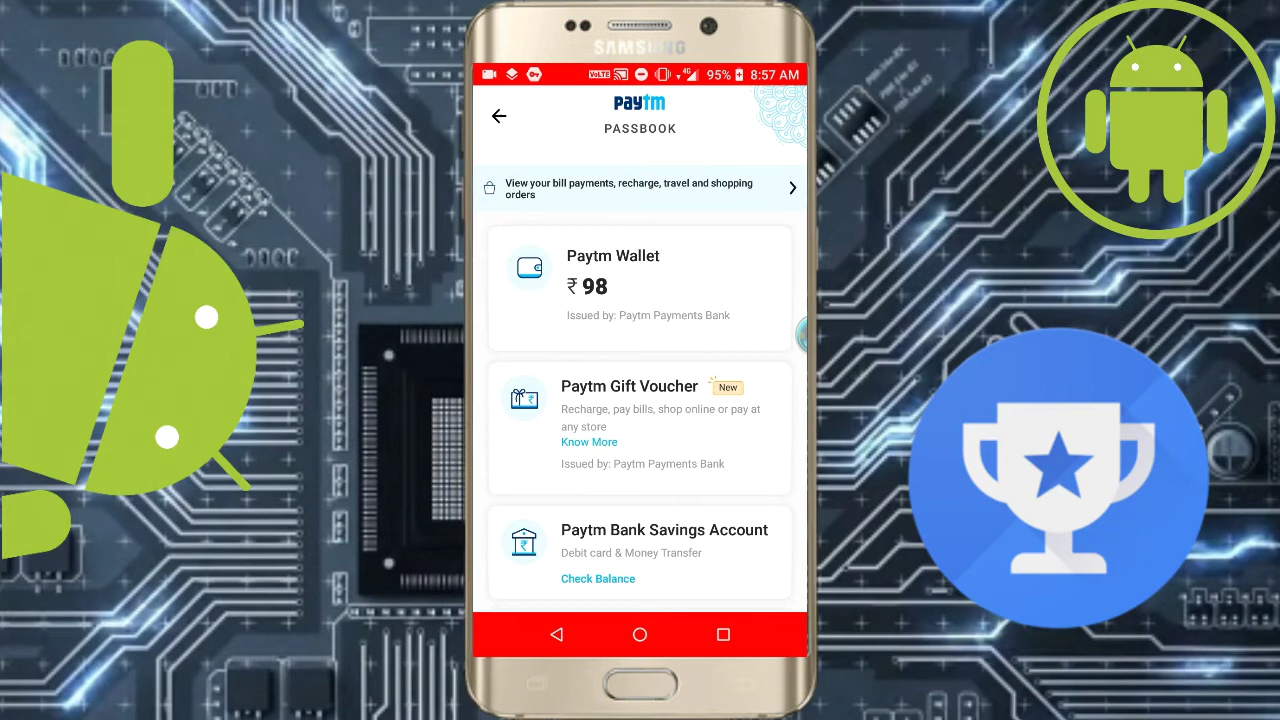 SAMSUNG
VoLTE 4G 95% 8:57 AM
paytm
PASSBOOK
View your bill payments, recharge, travel and shopping
orders
Paytm Wallet
₹ 98
Issued by: Paytm Payments Bank
Paytm Gift Voucher New
Recharge, pay bills, shop online or pay at
any store
Know More
Issued by: Paytm Payments Bank
₹
Paytm Bank Savings Account
Debit card & Money Transfer
Check Balance